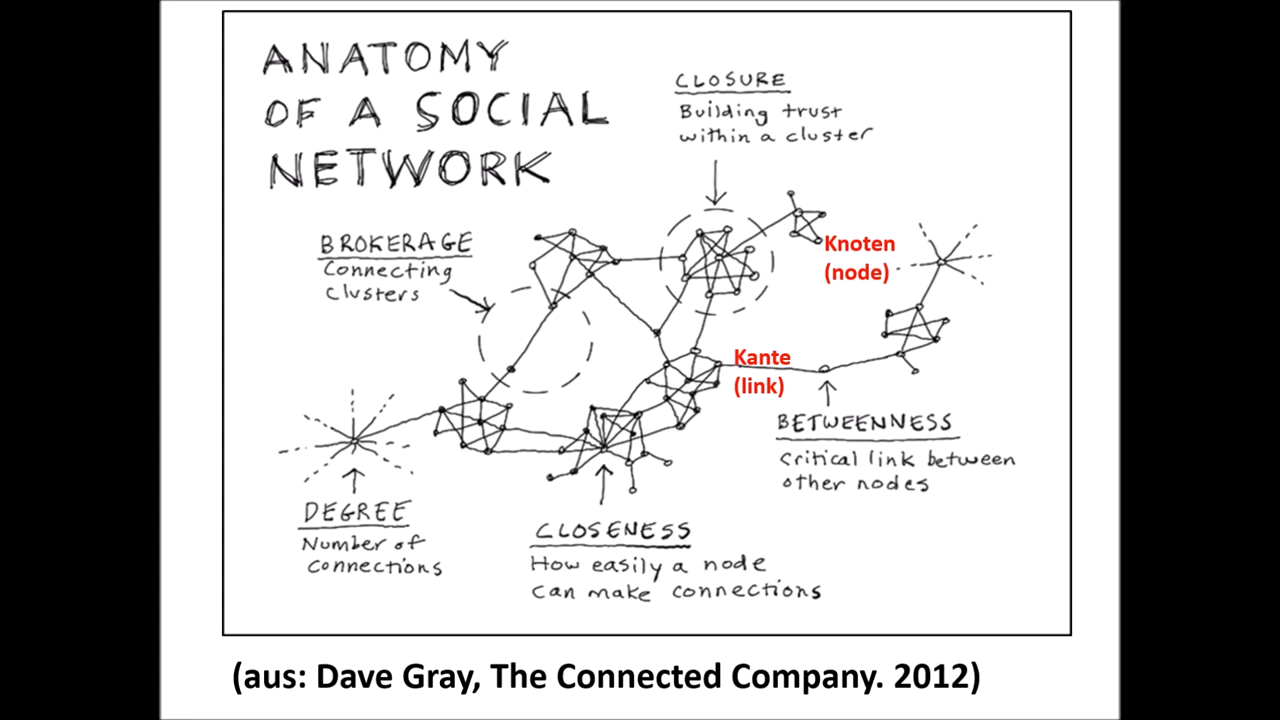 ANATOMY
OF A SOCIAL
NETWORK
CLOSURE
Building trust
within a cluster
BROKERAGE
Connecting
Clusters
Knoten
(node)
Kante
(link)
BETWEENNESS
Critical link between
other nodes
DEGREE
Number of
connections
CLOSENESS
How easily a node
can make connections
(aus: Dave Gray, The Connected Company. 2012)